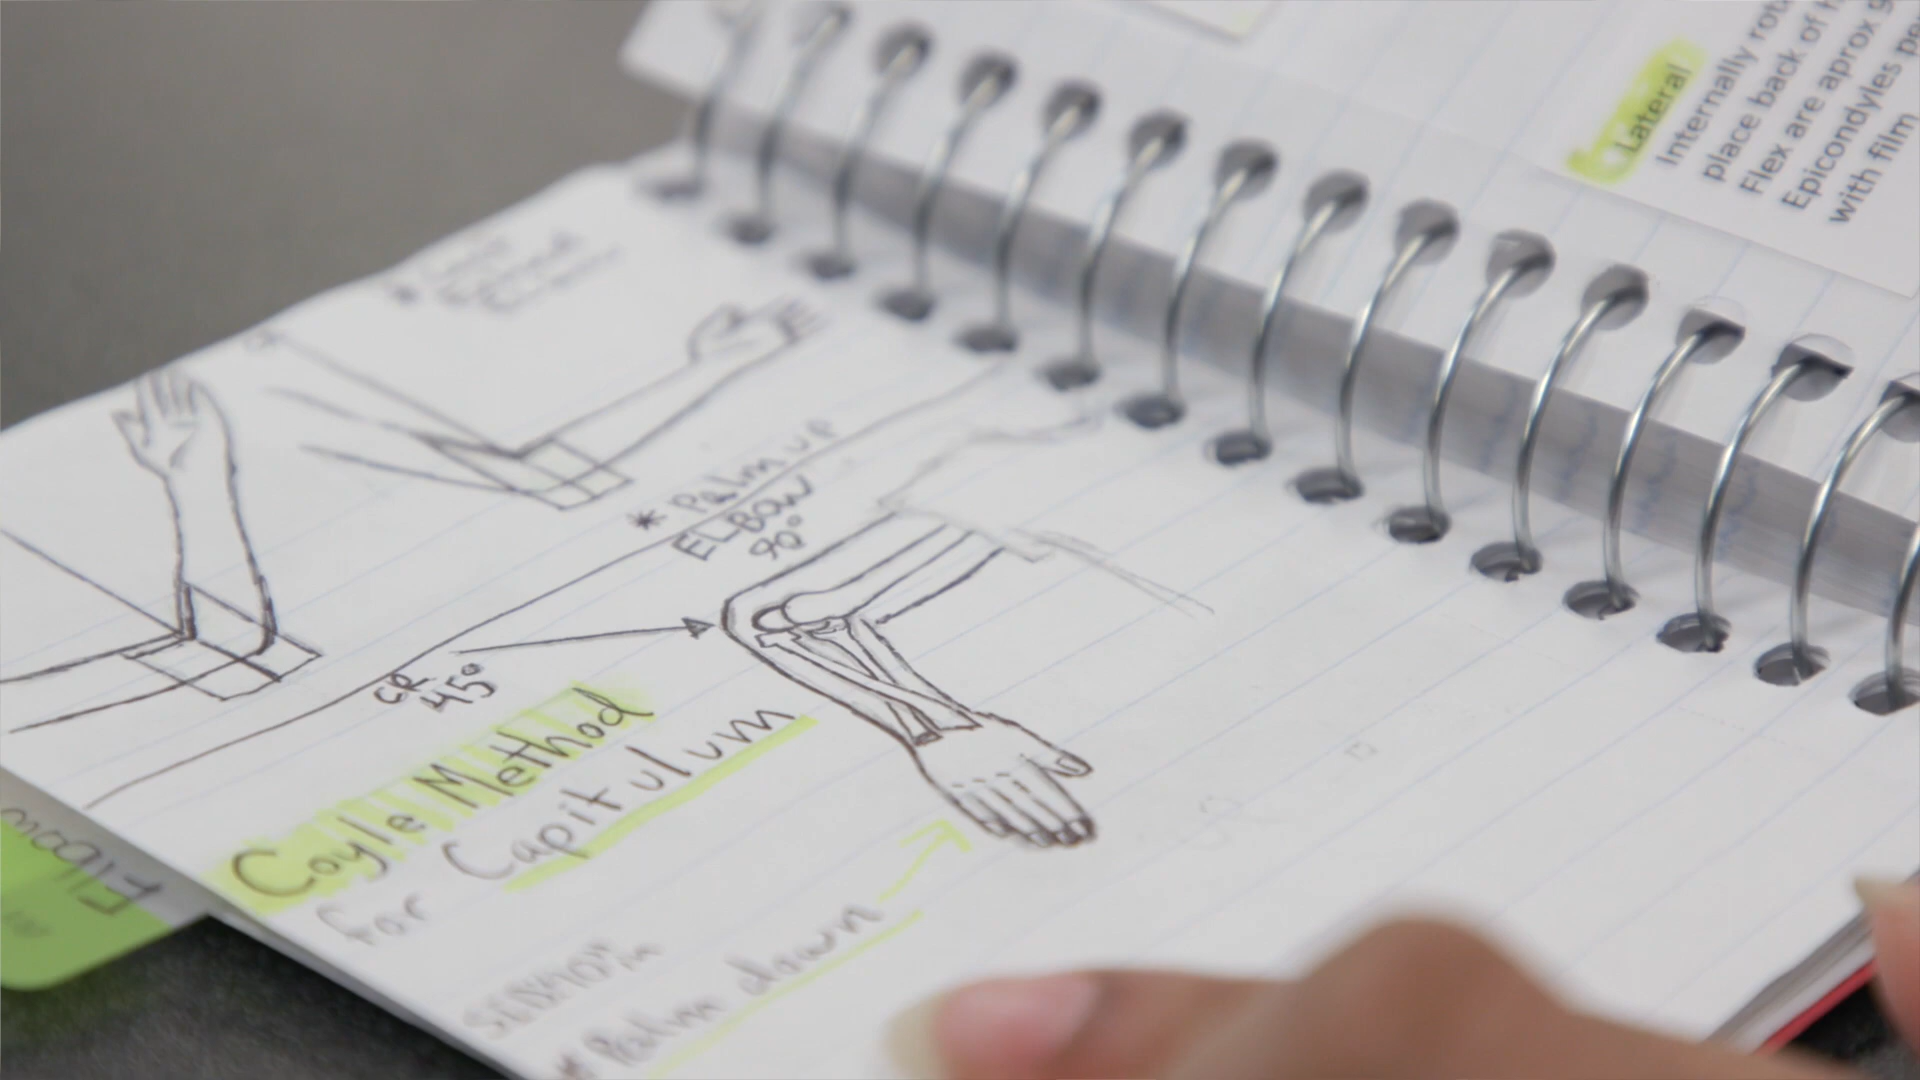 Lateral
Internally rot
place back of h
Flex are aprox 9
Epicondyles pe
with film
* Palm up
ELBOW
90°
CR
45°
Coyle Method
for Capitulum
Palm down
Elbow